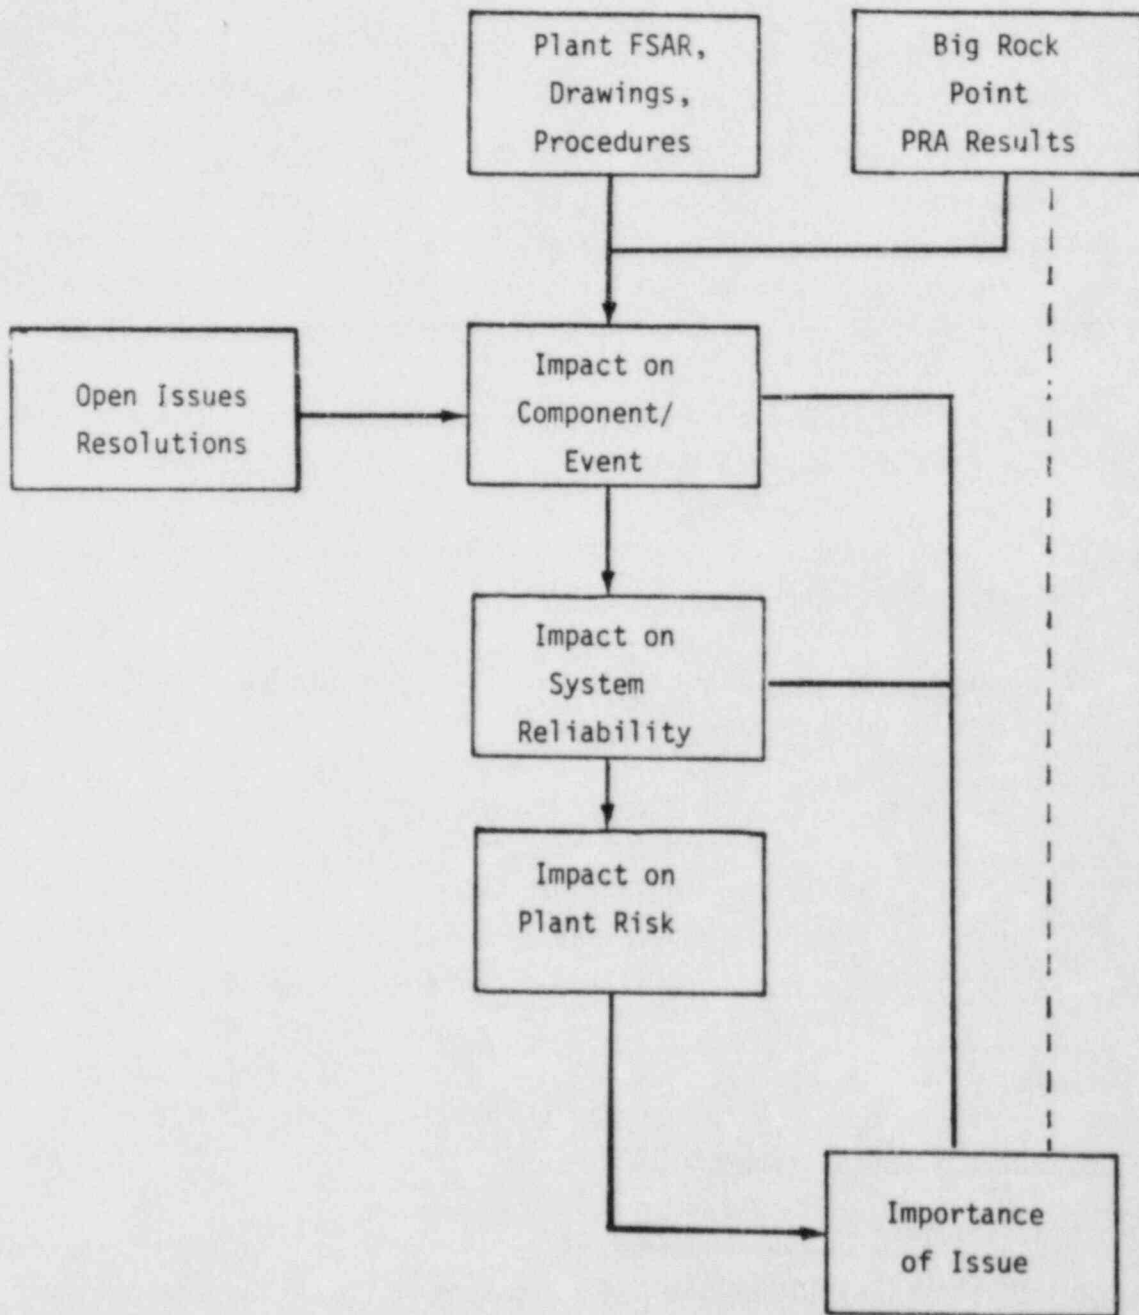 Plant FSAR,
Drawings,
Procedures
Big Rock
Point
PRA Results
Open Issues
Resolutions
Impact on
Component/
Event
Impact on
System
Reliability
Impact on
Plant Risk
Importance
of Issue